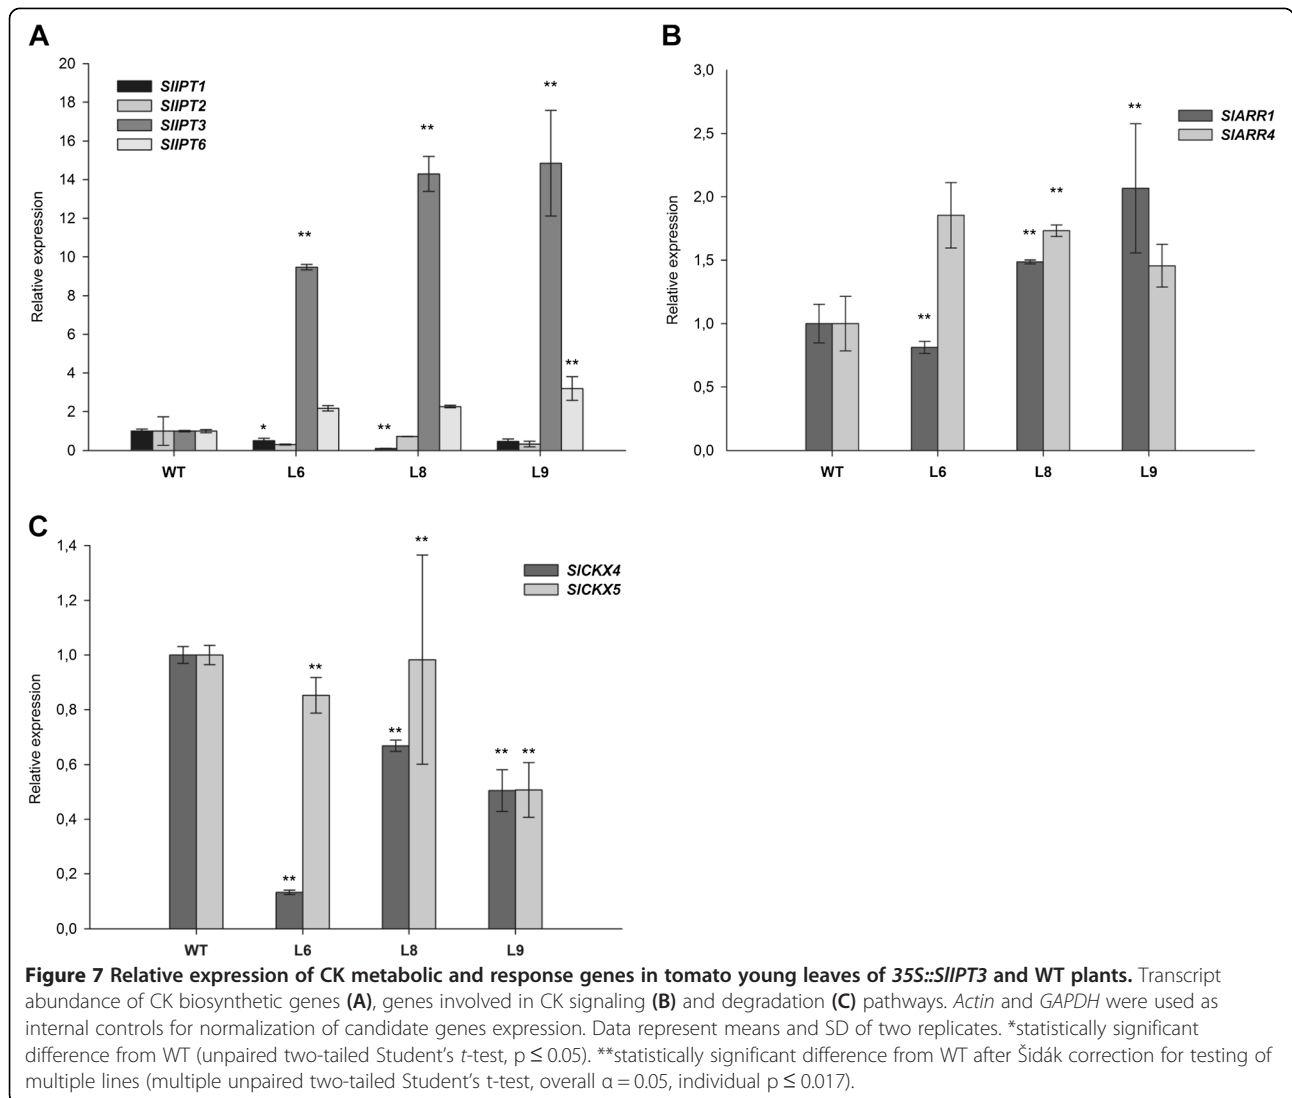 A
20
18
16
14
12
10
8
6
4
2
0
Relative expression
SlIPT1
SlIPT2
SlIPT3
SlIPT6
*
**
**
**
**
**
WT L6 L8 L9
B
3,0
2,5
2,0
1,5
1,0
0,5
0,0
Relative expression
SlARR1
SlARR4
**
**
**
**
WT L6 L8 L9
C
1,4
1,2
1,0
0,8
0,6
0,4
0,2
0,0
Relative expression
SlCKX4
SlCKX5
**
**
**
**
** **
WT L6 L8 L9
Figure 7 Relative expression of CK metabolic and response genes in tomato young leaves of 35S::SlIPT3 and WT plants. Transcript
abundance of CK biosynthetic genes (A), genes involved in CK signaling (B) and degradation (C) pathways. Actin and GAPDH were used as
internal controls for normalization of candidate genes expression. Data represent means and SD of two replicates. *statistically significant
difference from WT (unpaired two-tailed Student's t-test, p ≤ 0.05). **statistically significant difference from WT after Šidák correction for testing of
multiple lines (multiple unpaired two-tailed Student's t-test, overall α = 0.05, individual p ≤ 0.017).